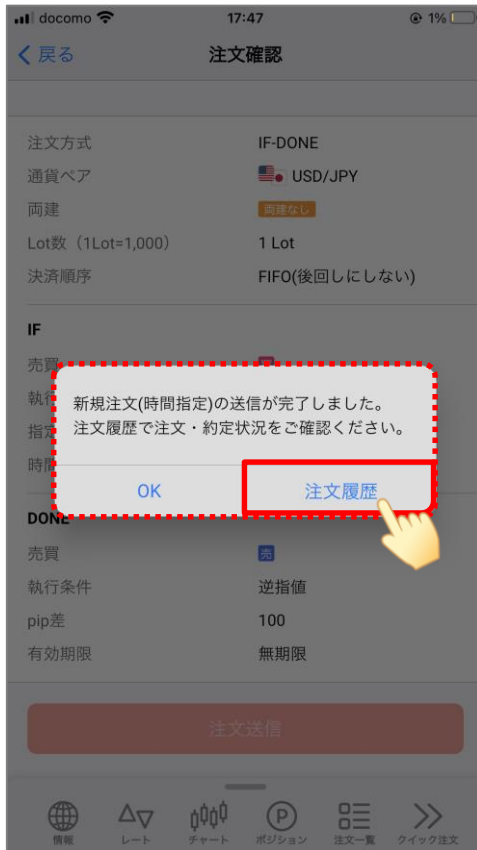 docomo 17:47 1%
戻る 注文確認
注文方式 IF-DONE
通貨ペア USD/JPY
両建 両建なし
Lot数（1Lot=1,000） 1 Lot
決済順序 FIFO(後回しにしない)
IF
売買
執行
新規注文(時間指定)の送信が完了しました。
指定
注文履歴で注文・約定状況をご確認ください。
時間
OK 注文履歴
DONE
売買 売
執行条件 逆指値
pip差 100
有効期限 無期限
注文送信
情報 レート チャート P ポジション 注文一覧 クイック注文